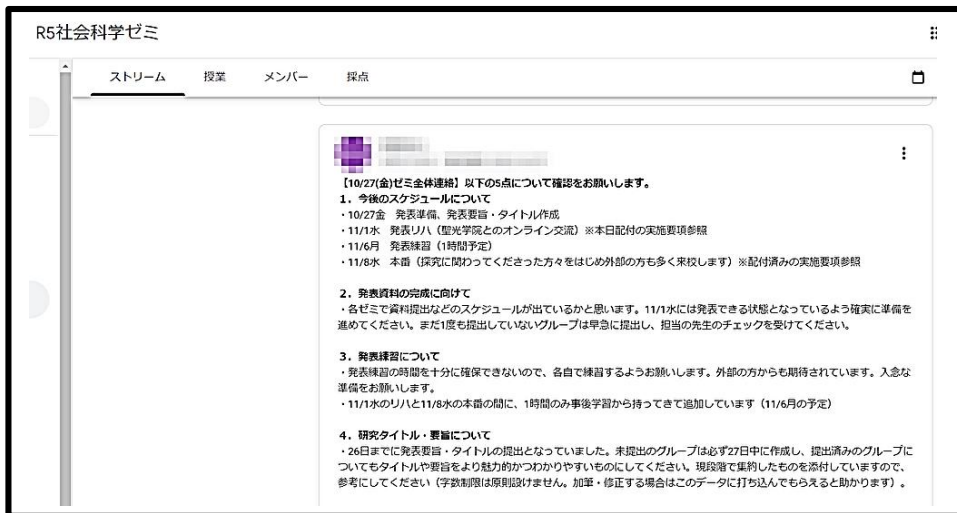 R5社会科学ゼミ
ストリーム 授業 メンバー 採点
【10/27(金)ゼミ全体連絡】以下の5点について確認をお願いします。
1．今後のスケジュールについて
・10/27金 発表準備、発表要旨・タイトル作成
・11/1水 発表リハ（聖光学院とのオンライン交流）※本日配付の実施要項参照
・11/6月 発表練習（1時間予定）
・11/8水 本番（探究に関わってくださった方々をはじめ外部の方も多く来校します）※配付済みの実施要項参照
2．発表資料の完成に向けて
・各ゼミで資料提出などのスケジュールが出ているかと思います。11/1水には発表できる状態となっているよう確実に準備を
進めてください。まだ1度も提出していないグループは早急に提出し、担当の先生のチェックを受けてください。
3．発表練習について
・発表練習の時間を十分に確保できないので、各自で練習するようお願いします。外部の方からも期待されています。入念な
準備をお願いします。
・11/1水のリハと11/8水の本番の間に、1時間のみ事後学習から持ってきて追加しています（11/6月の予定）
4．研究タイトル・要旨について
・26日までに発表要旨・タイトルの提出となっていました。未提出のグループは必ず27日中に作成し、提出済みのグループに
ついてもタイトルや要旨をより魅力的かつわかりやすいものにしてください。現段階で集約したものを添付していますので、
参考にしてください（字数制限は原則設けません。加筆・修正する場合はこのデータに打ち込んでもらえると助かります）。